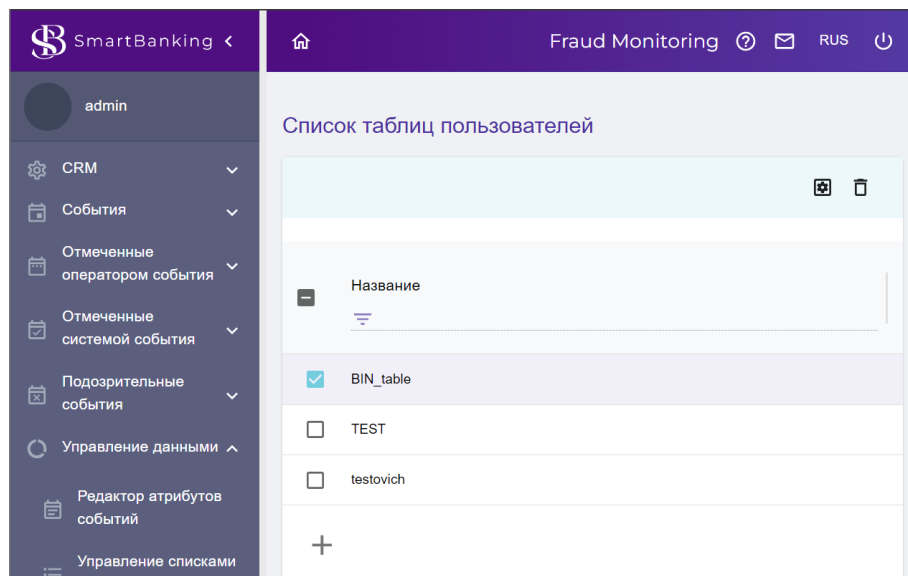 SmartBanking
Fraud Monitoring
RUS
admin
Список таблиц пользователей
CRM
События
Отмеченные
оператором события
Отмеченные
системой события
Подозрительные
события
Управление данными
Редактор атрибутов
событий
Управление списками
Название
BIN_table
TEST
testovich